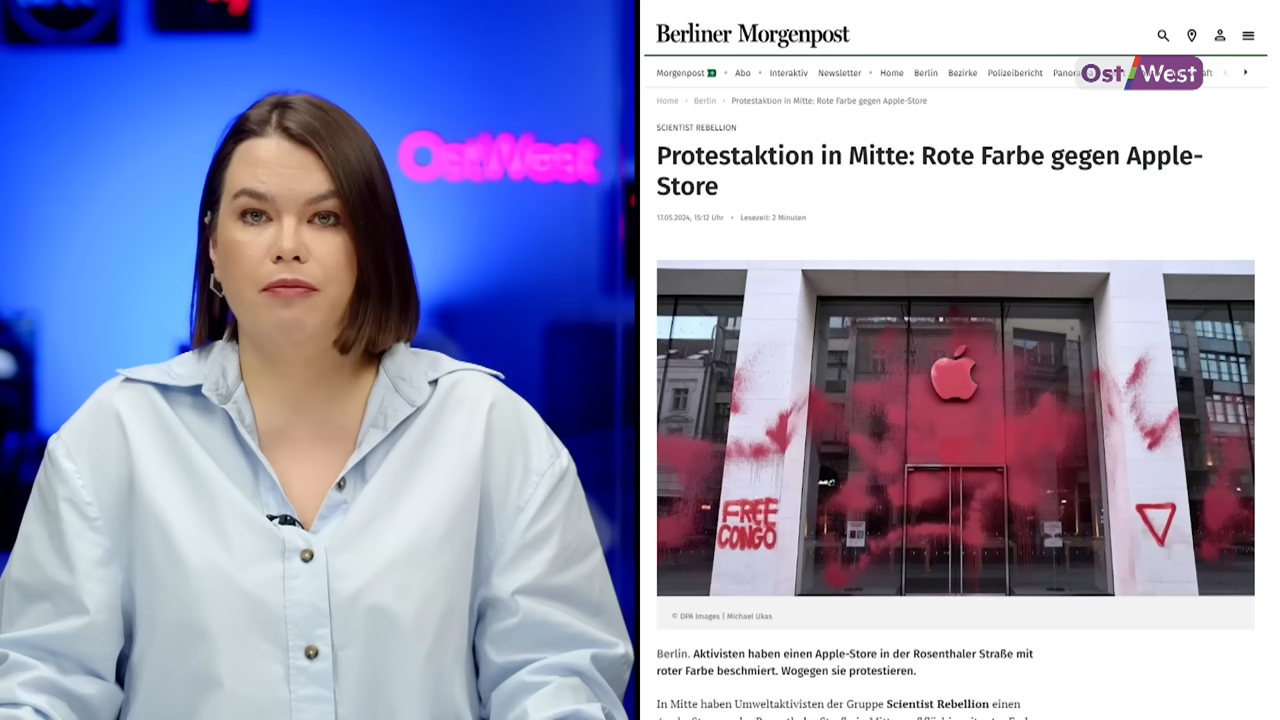 OstWest
Berliner Morgenpost
Morgenpost + • Abo • Interaktiv Newsletter • Home Berlin Bezirke Polizeibericht
Ost/West
Home › Berlin › Protestaktion in Mitte: Rote Farbe gegen Apple-Store
SCIENTIST REBELLION
Protestaktion in Mitte: Rote Farbe gegen Apple-
Store
17.05.2024, 15:12 Uhr • Lesezeit: 2 Minuten
FREE
CONGO
© DPA Images | Michael Ukas
Berlin. Aktivisten haben einen Apple-Store in der Rosenthaler Straße mit
roter Farbe beschmiert. Wogegen sie protestieren.
In Mitte haben Umweltaktivisten der Gruppe Scientist Rebellion einen